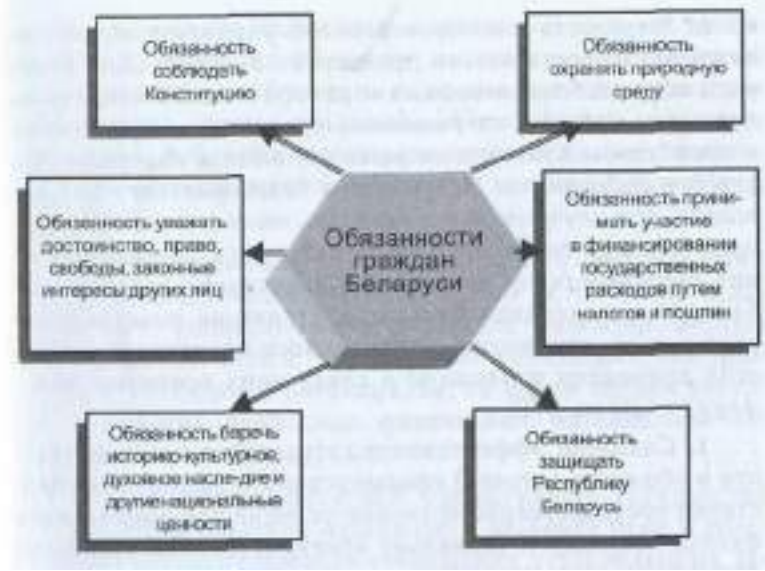 Обязанность
соблюдать
Конституцию
Обязанность
охранять природную
среду
Обязанность уважать
достоинство, право,
свободы, законные
интересы других лиц
Обязанности
граждан
Беларуси
Обязанность прини-
мать участие
в финансировании
государственных
расходов путем
налогов и пошлин
Обязанность беречь
историко-культурное,
духовное насле-дие и
другие национальные
ценности
Обязанность
защищать
Республику
Беларусь